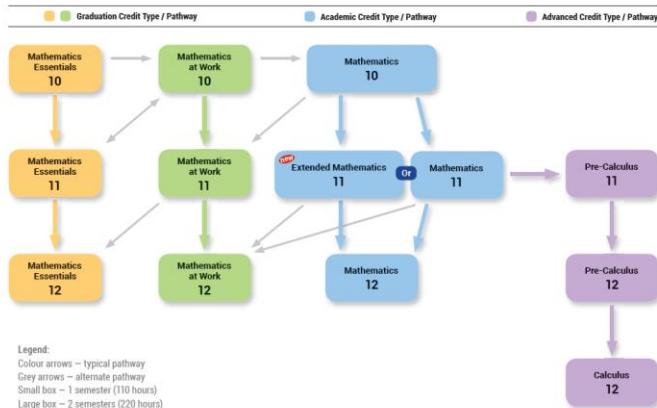 Graduation Credit Type / Pathway
Academic Credit Type / Pathway
Advanced Credit Type / Pathway
Mathematics
Essentials
10
Mathematics
at Work
10
Mathematics
10
Mathematics
Essentials
11
Mathematics
at Work
11
new
Extended Mathematics
11
Or
Mathematics
11
Pre-Calculus
11
Mathematics
Essentials
12
Mathematics
at Work
12
Mathematics
12
Pre-Calculus
12
Calculus
12
Legend:
Colour arrows — typical pathway
Grey arrows — alternate pathway
Small box — 1 semester (110 hours)
Large box — 2 semesters (220 hours)